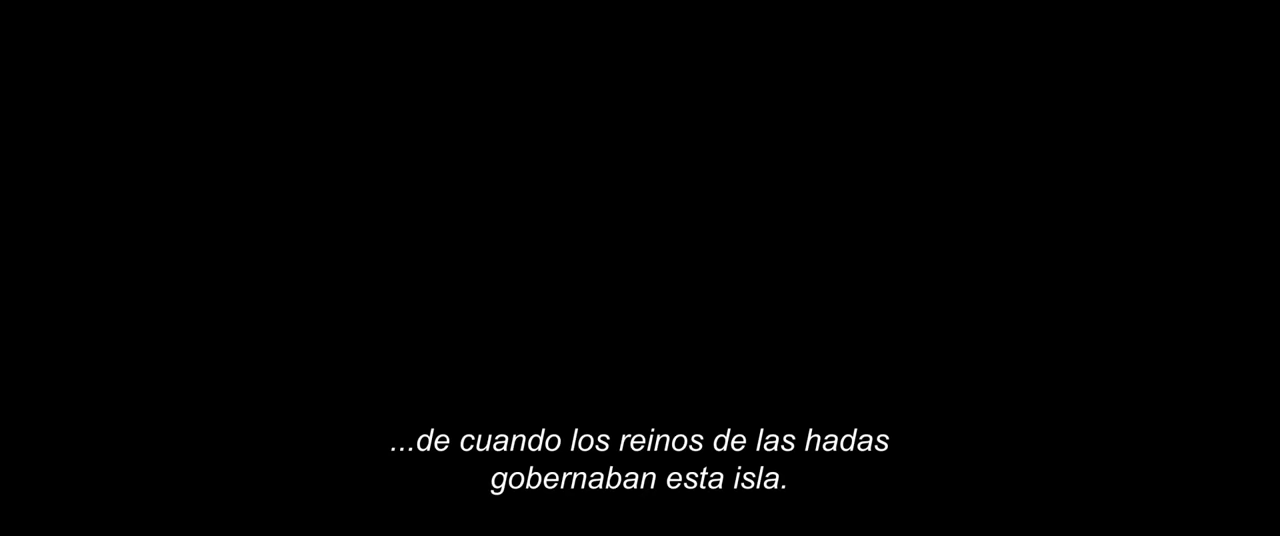 ...de cuando los reinos de las hadas
gobernaban esta isla.